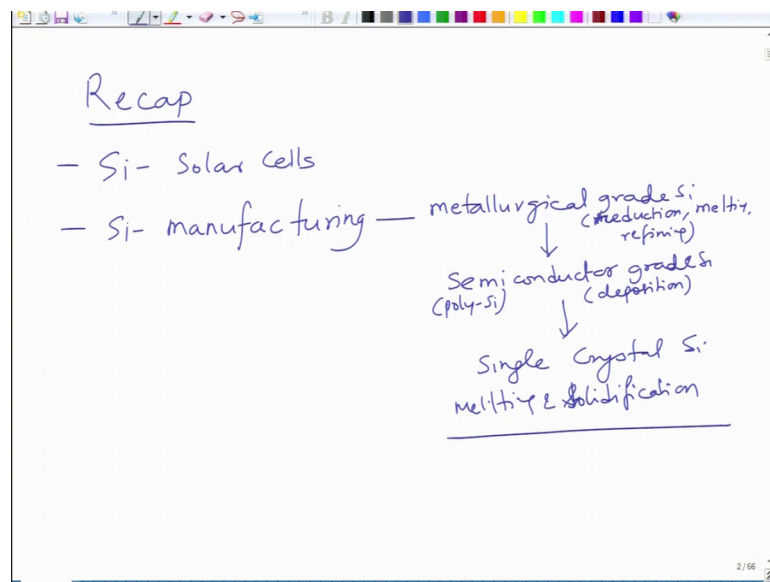 Recap
- Si- Solar Cells
- Si- manufacturing — metallurgical grade Si
(reduction, melting,
refining)
Semiconductor grade Si
(poly-Si) (deposition)
Single Crystal Si
Melting & Solidification
2 / 66